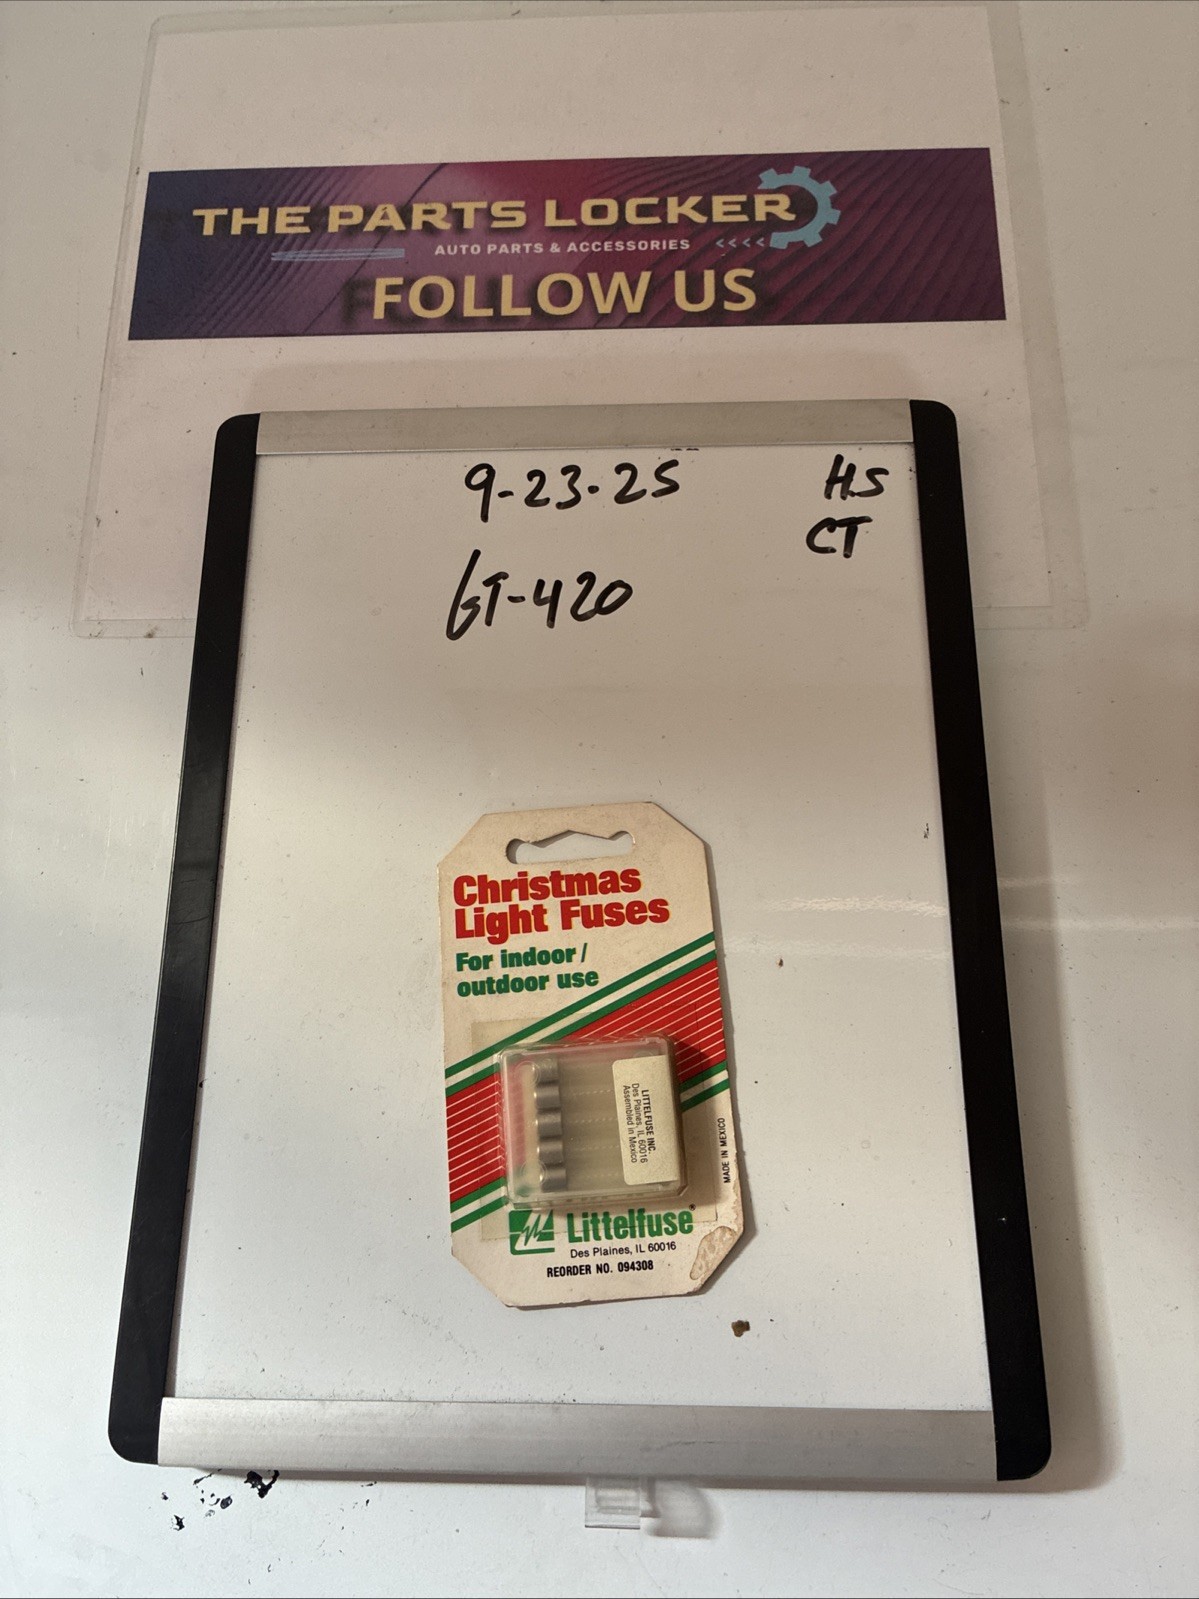 THE PARTS LOCKER
AUTO PARTS & ACCESSORIES <<<<
FOLLOW US
9-23-25
HS
CT
GT-420
Christmas
Light Fuses
For indoor/
outdoor use
LITTELFUSE INC.
Des Plaines, IL 60016
Assembled in Mexico
MADE IN MEXICO
Littelfuse®
Des Plaines, IL 60016
REORDER NO. 094308